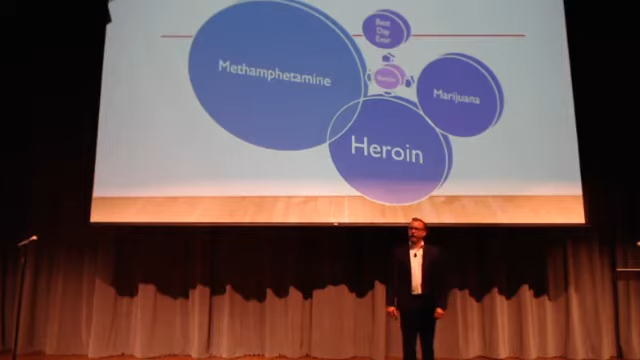 Best
Day
Ever
Methamphetamine
Marijuana
Heroin